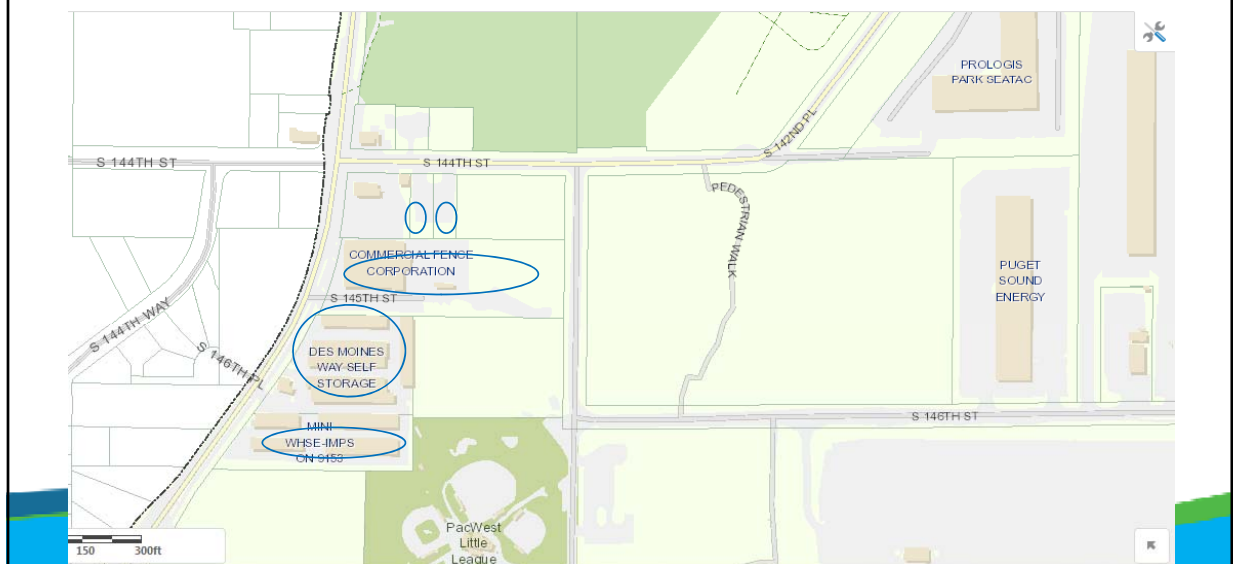 PROLOGIS
PARK SEATAC
S 142ND PL
S 144TH ST
S 144TH ST
PEDESTRIAN WALK
COMMERCIAL FENCE
CORPORATION
PUGET
SOUND
ENERGY
S 145TH ST
S 144TH WAY
S 146TH PL
DES MOINES
WAY SELF
STORAGE
S 146TH ST
MINI
WHSE-IMPS
ON 9153
PacWest
Little
League
150 300ft